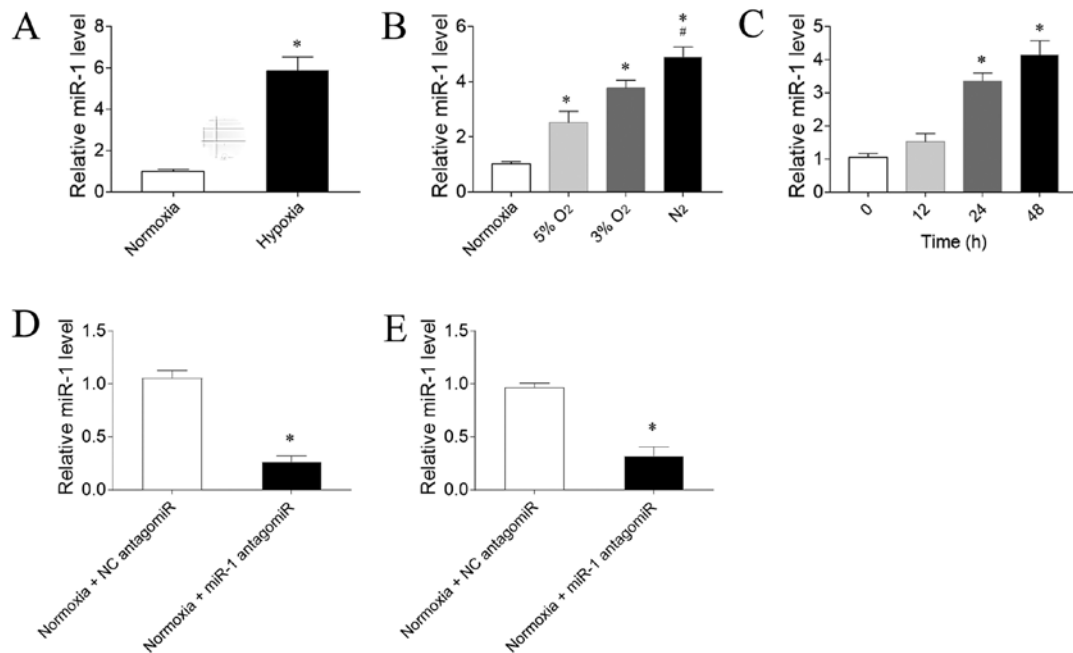 A
Relative miR-1 level
8
6
4
2
0
*
Normoxia
Hypoxia
B
Relative miR-1 level
6
4
2
0
*
*
*
#
Normoxia
5% O2
3% O2
N2
C
Relative miR-1 level
5
4
3
2
1
0
*
*
0
12
24
48
Time (h)
D
Relative miR-1 level
1.5
1.0
0.5
0.0
*
Normoxia + NC antagomiR
Normoxia + miR-1 antagomiR
E
Relative miR-1 level
1.5
1.0
0.5
0.0
*
Normoxia + NC antagomiR
Normoxia + miR-1 antagomiR